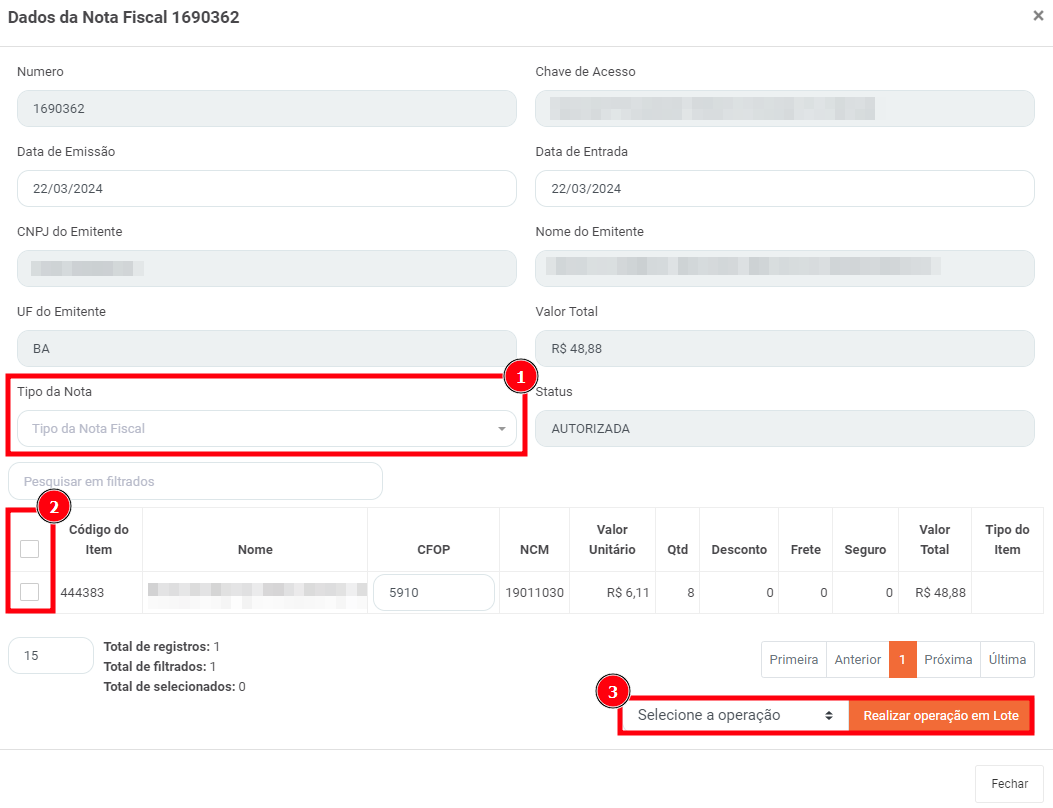 Dados da Nota Fiscal 1690362 ×
Numero Chave de Acesso
1690362
Data de Emissão Data de Entrada
22/03/2024 22/03/2024
CNPJ do Emitente Nome do Emitente
UF do Emitente Valor Total
BA R$ 48,88
1
Tipo da Nota Status
Tipo da Nota Fiscal AUTORIZADA
Pesquisar em filtrados
2
Código do Item Nome CFOP NCM Valor Unitário Qtd Desconto Frete Seguro Valor Total Tipo do Item
444383 5910 19011030 R$ 6,11 8 0 0 0 R$ 48,88
15
Total de registros: 1
Total de filtrados: 1
Total de selecionados: 0
Primeira Anterior 1 Próxima Última
3
Selecione a operação Realizar operação em Lote
Fechar